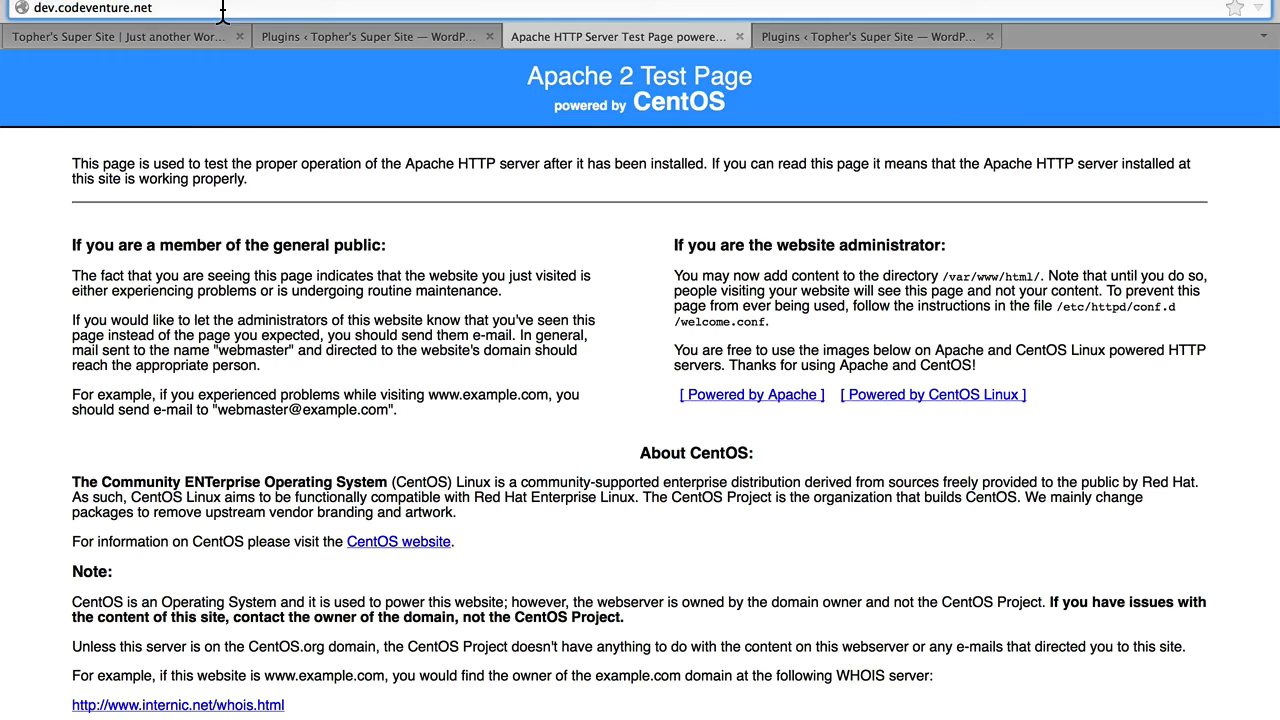 dev.codeventure.net
Topher's Super Site | Just another Wor...
Plugins ‹ Topher's Super Site — WordP...
Apache HTTP Server Test Page powere...
Plugins ‹ Topher's Super Site — WordP...
Apache 2 Test Page
powered by CentOS
This page is used to test the proper operation of the Apache HTTP server after it has been installed. If you can read this page it means that the Apache HTTP server installed at
this site is working properly.
If you are a member of the general public:
The fact that you are seeing this page indicates that the website you just visited is
either experiencing problems or is undergoing routine maintenance.
If you would like to let the administrators of this website know that you've seen this
page instead of the page you expected, you should send them e-mail. In general,
mail sent to the name "webmaster" and directed to the website's domain should
reach the appropriate person.
For example, if you experienced problems while visiting www.example.com, you
should send e-mail to "webmaster@example.com".
If you are the website administrator:
You may now add content to the directory /var/www/html/. Note that until you do so,
people visiting your website will see this page and not your content. To prevent this
page from ever being used, follow the instructions in the file /etc/httpd/conf.d
/welcome.conf.
You are free to use the images below on Apache and CentOS Linux powered HTTP
servers. Thanks for using Apache and CentOS!
[ Powered by Apache ] [ Powered by CentOS Linux ]
About CentOS:
The Community ENTerprise Operating System (CentOS) Linux is a community-supported enterprise distribution derived from sources freely provided to the public by Red Hat.
As such, CentOS Linux aims to be functionally compatible with Red Hat Enterprise Linux. The CentOS Project is the organization that builds CentOS. We mainly change
packages to remove upstream vendor branding and artwork.
For information on CentOS please visit the CentOS website.
Note:
CentOS is an Operating System and it is used to power this website; however, the webserver is owned by the domain owner and not the CentOS Project. If you have issues with
the content of this site, contact the owner of the domain, not the CentOS Project.
Unless this server is on the CentOS.org domain, the CentOS Project doesn't have anything to do with the content on this webserver or any e-mails that directed you to this site.
For example, if this website is www.example.com, you would find the owner of the example.com domain at the following WHOIS server:
http://www.internic.net/whois.html